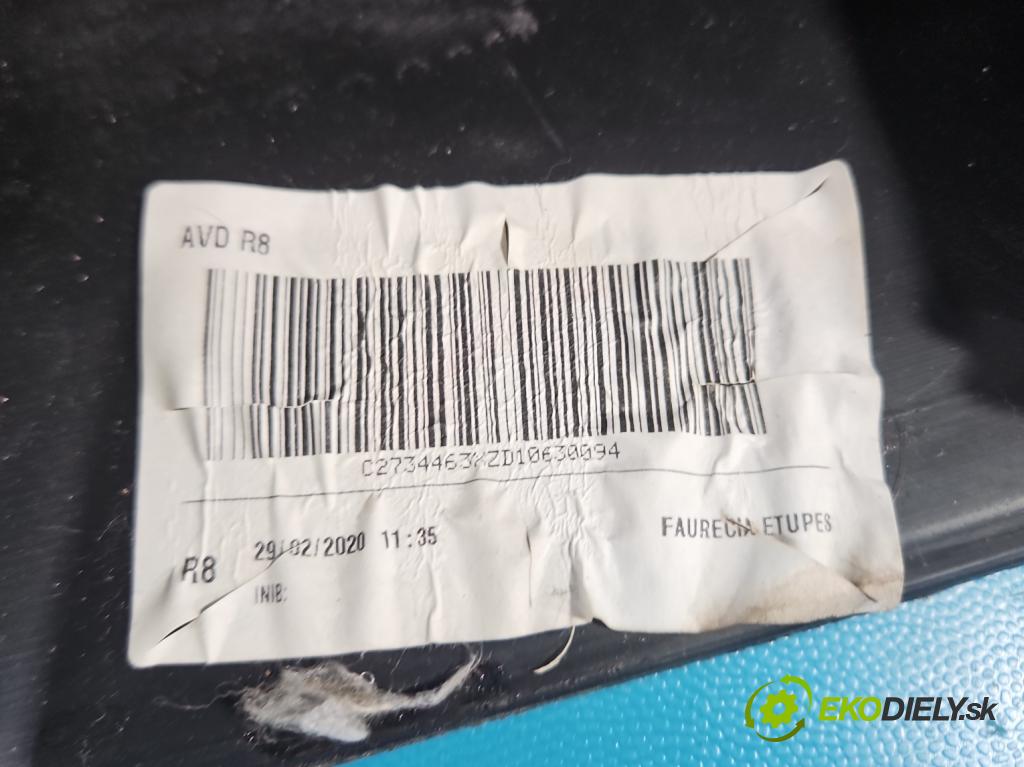 AVD R8
C2734463XZD10630094
29/02/2020 11:35
FAURECIA ETUPES
R8
INIB:
EKODIELY.sk